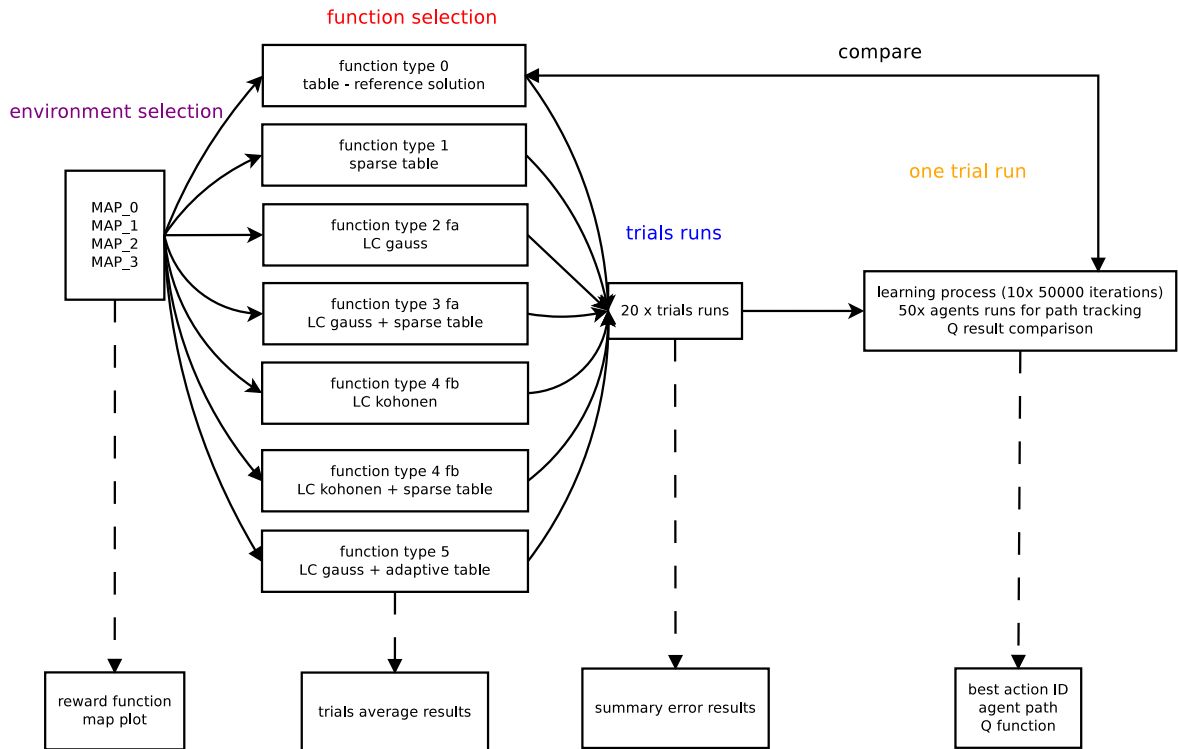 function selection
compare
function type 0
table - reference solution
environment selection
function type 1
sparse table
one trial run
MAP_0
MAP_1
MAP_2
MAP_3
function type 2 fa
LC gauss
trials runs
function type 3 fa
LC gauss + sparse table
20 x trials runs
learning process (10x 50000 iterations)
50x agents runs for path tracking
Q result comparison
function type 4 fb
LC kohonen
function type 4 fb
LC kohonen + sparse table
function type 5
LC gauss + adaptive table
reward function
map plot
trials average results
summary error results
best action ID
agent path
Q function